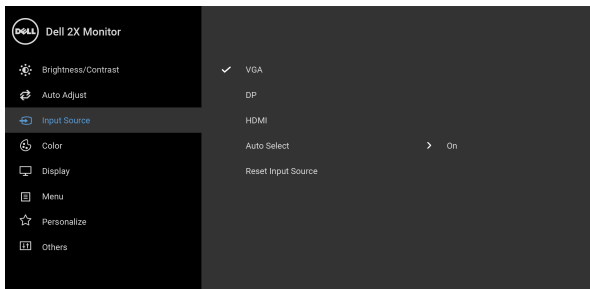 DELL Dell 2X Monitor
Brightness/Contrast
VGA
Auto Adjust
DP
Input Source
HDMI
Color
Auto Select On
Display
Reset Input Source
Menu
Personalize
Others